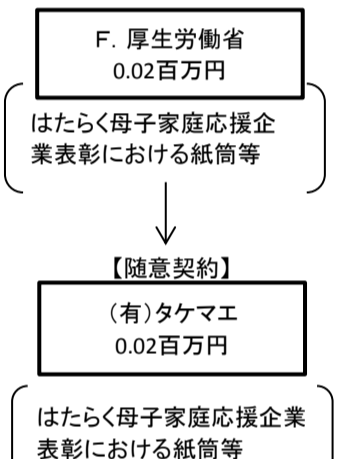 F．厚生労働省
0.02百万円
はたらく母子家庭応援企
業表彰における紙筒等
【随意契約】
（有）タケマエ
0.02百万円
はたらく母子家庭応援企業
表彰における紙筒等